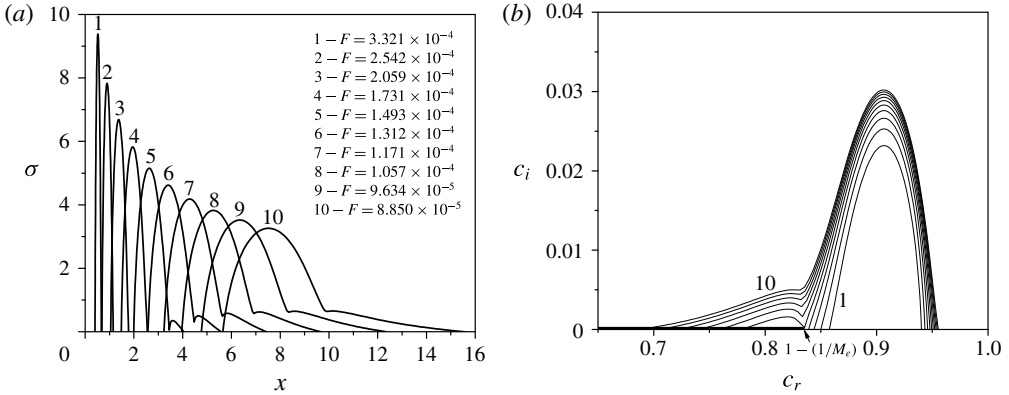 (a)
10
8
6
4
2
0
σ
1
2
3
4
5
6
7
8
9
10
1 – F = 3.321 × 10⁻⁴
2 – F = 2.542 × 10⁻⁴
3 – F = 2.059 × 10⁻⁴
4 – F = 1.731 × 10⁻⁴
5 – F = 1.493 × 10⁻⁴
6 – F = 1.312 × 10⁻⁴
7 – F = 1.171 × 10⁻⁴
8 – F = 1.057 × 10⁻⁴
9 – F = 9.634 × 10⁻⁵
10 – F = 8.850 × 10⁻⁵
2 4 6 8 10 12 14 16
x
(b)
0.04
0.03
0.02
0.01
0
cᵢ
10
1
1 – (1/Mₑ)
0.7 0.8 0.9 1.0
cᵣ